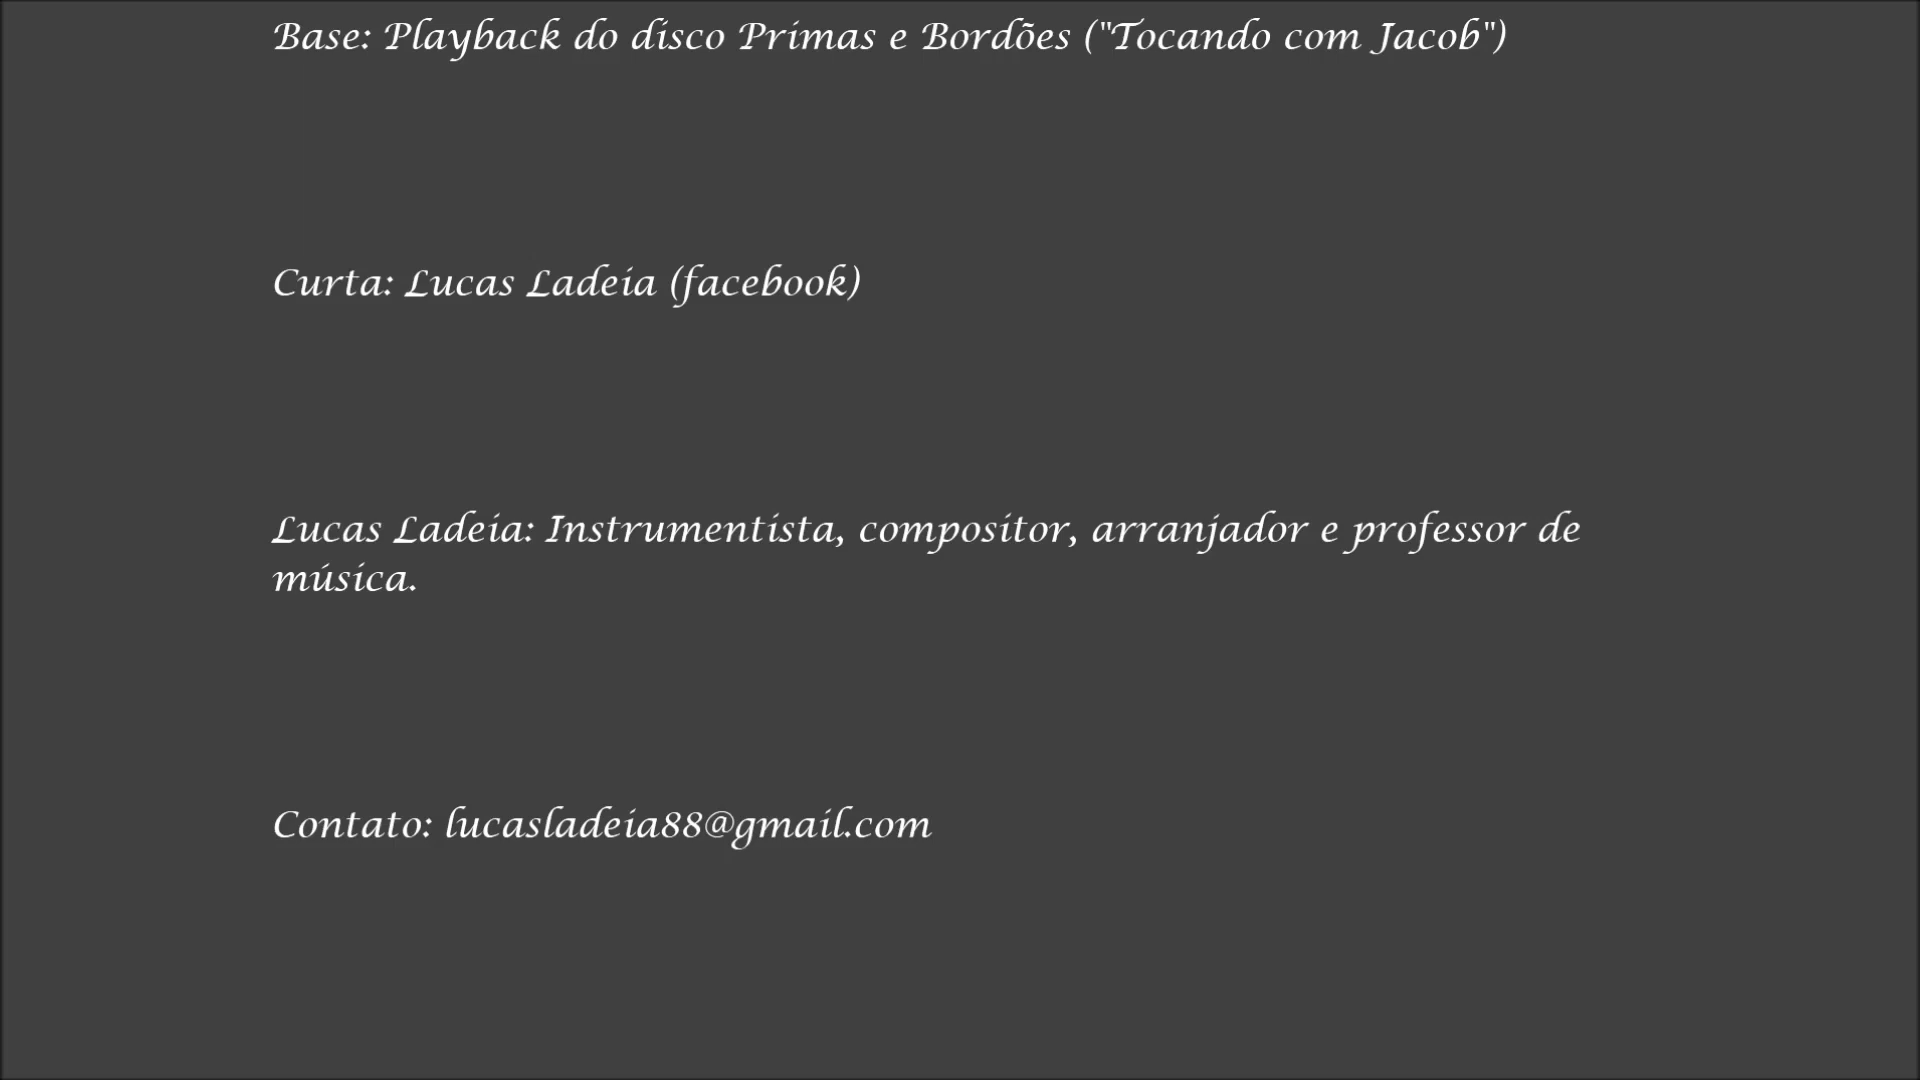 Base: Playback do disco Primas e Bordões ("Tocando com Jacob")
Curta: Lucas Ladeia (facebook)
Lucas Ladeia: Instrumentista, compositor, arranjador e professor de
música.
Contato: lucasladeia88@gmail.com